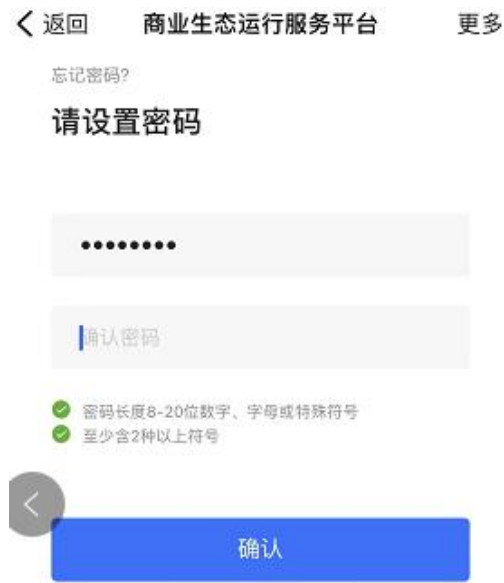 返回 商业生态运行服务平台 更多
忘记密码?
请设置密码
••••••••
确认密码
密码长度8-20位数字、字母或特殊符号
至少含2种以上符号
确认